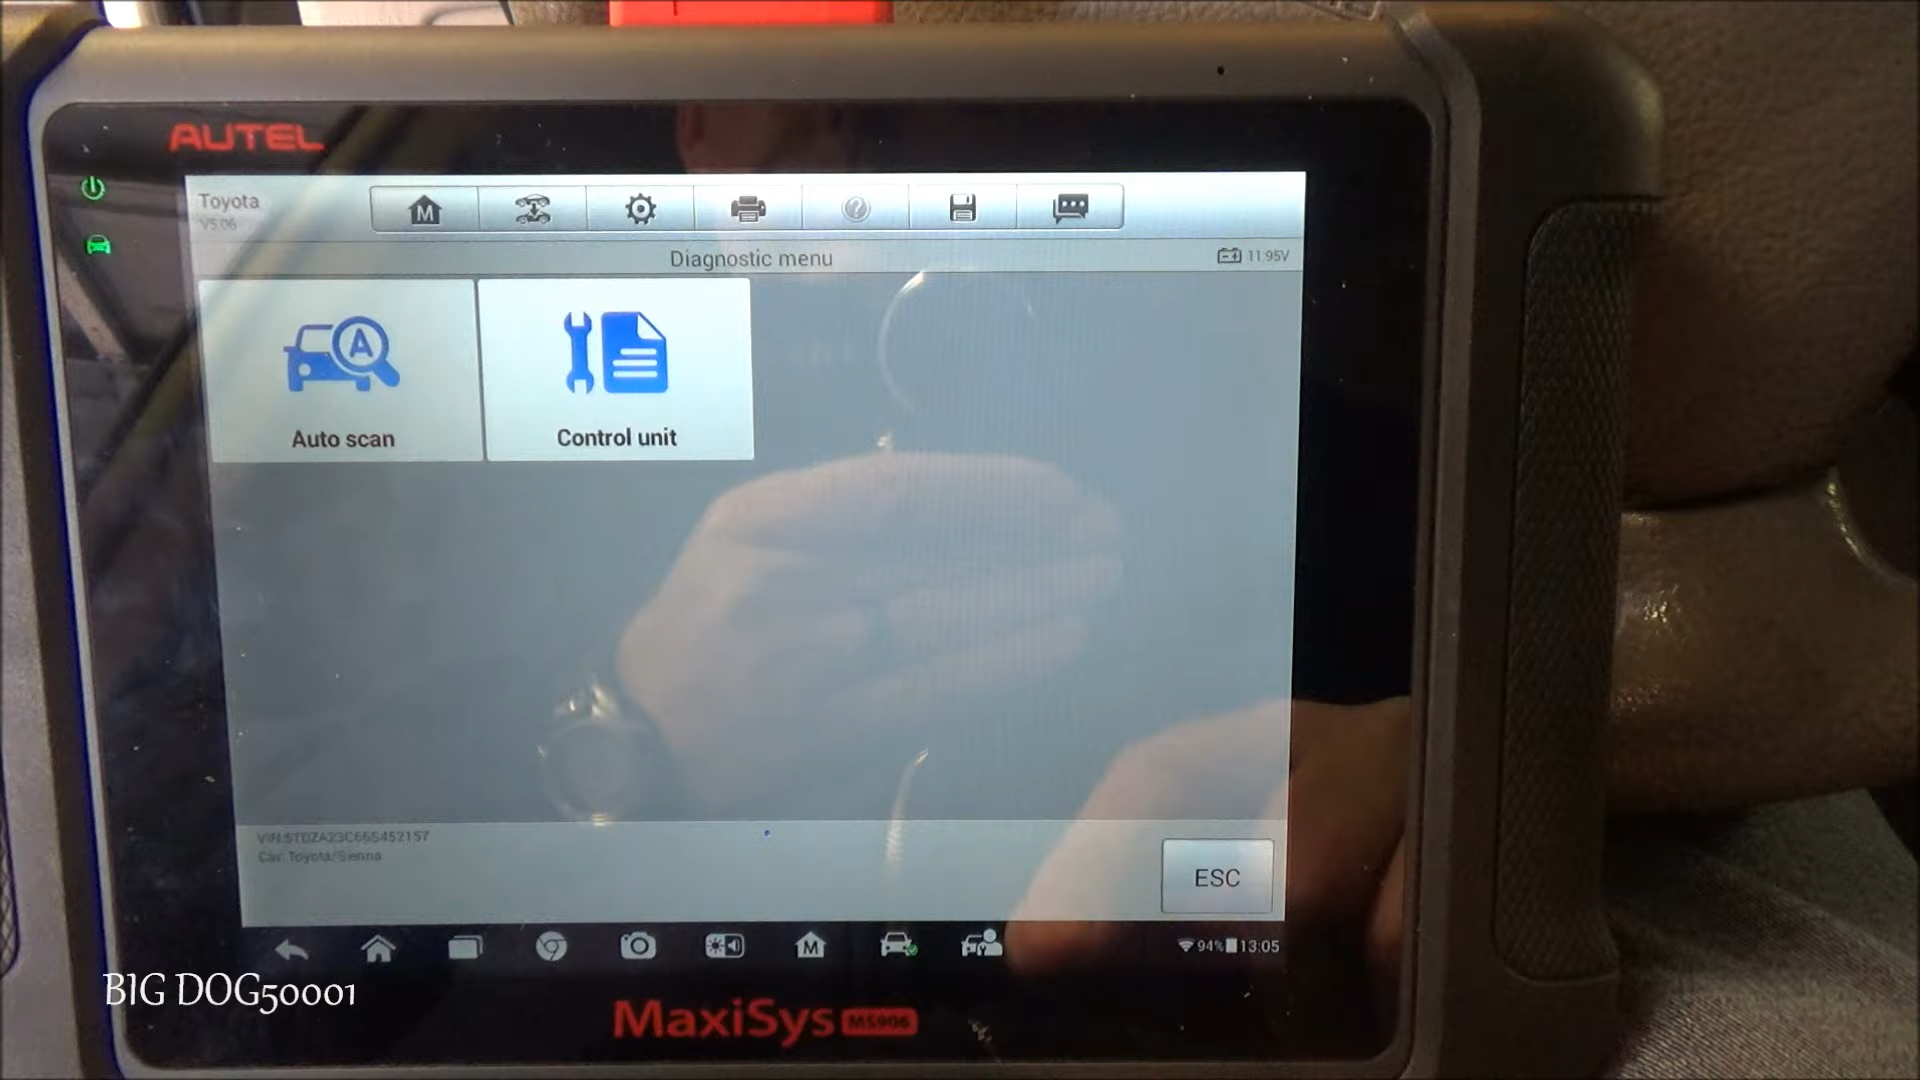 AUTEL
Toyota
V5.06
M
Diagnostic menu
11.95V
A
Auto scan
Control unit
VIN:5TDZA23C66S452157
Car: Toyota/Sienna
ESC
M
94% 13:05
BIG DOG50001
MaxiSys MS906